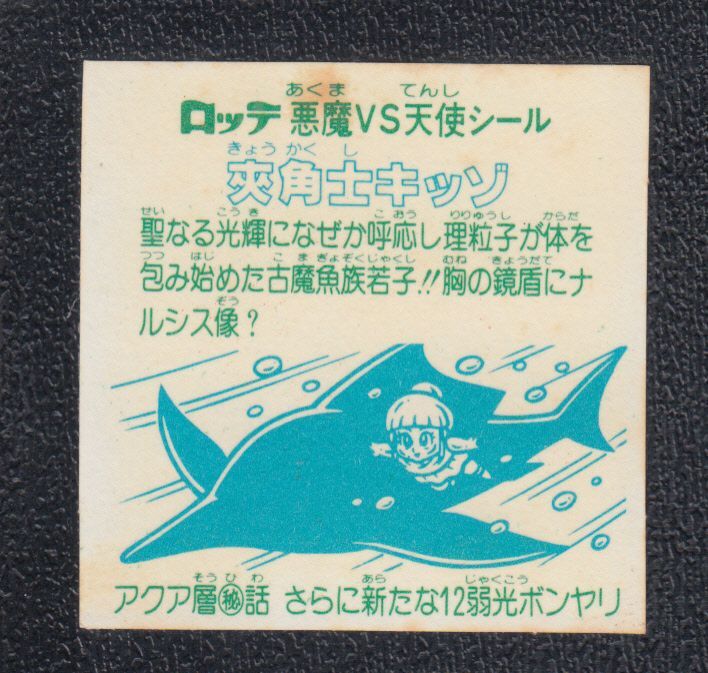 あくま てんし
ロッテ 悪魔VS天使シール
きょうかくし
夾角士キッソ
せい こうき こおう りりゅうし からだ
聖なる光輝になぜか呼応し理粒子が体を
つつ はじ こまぎょぞくじゃくし むね きょうだて
包み始めた古魔魚族若子!!胸の鏡盾にナ
ぞう
ルシス像?
そうひわ あら じゃくこう
アクア層㊙話 さらに新たな12弱光ボンヤリ